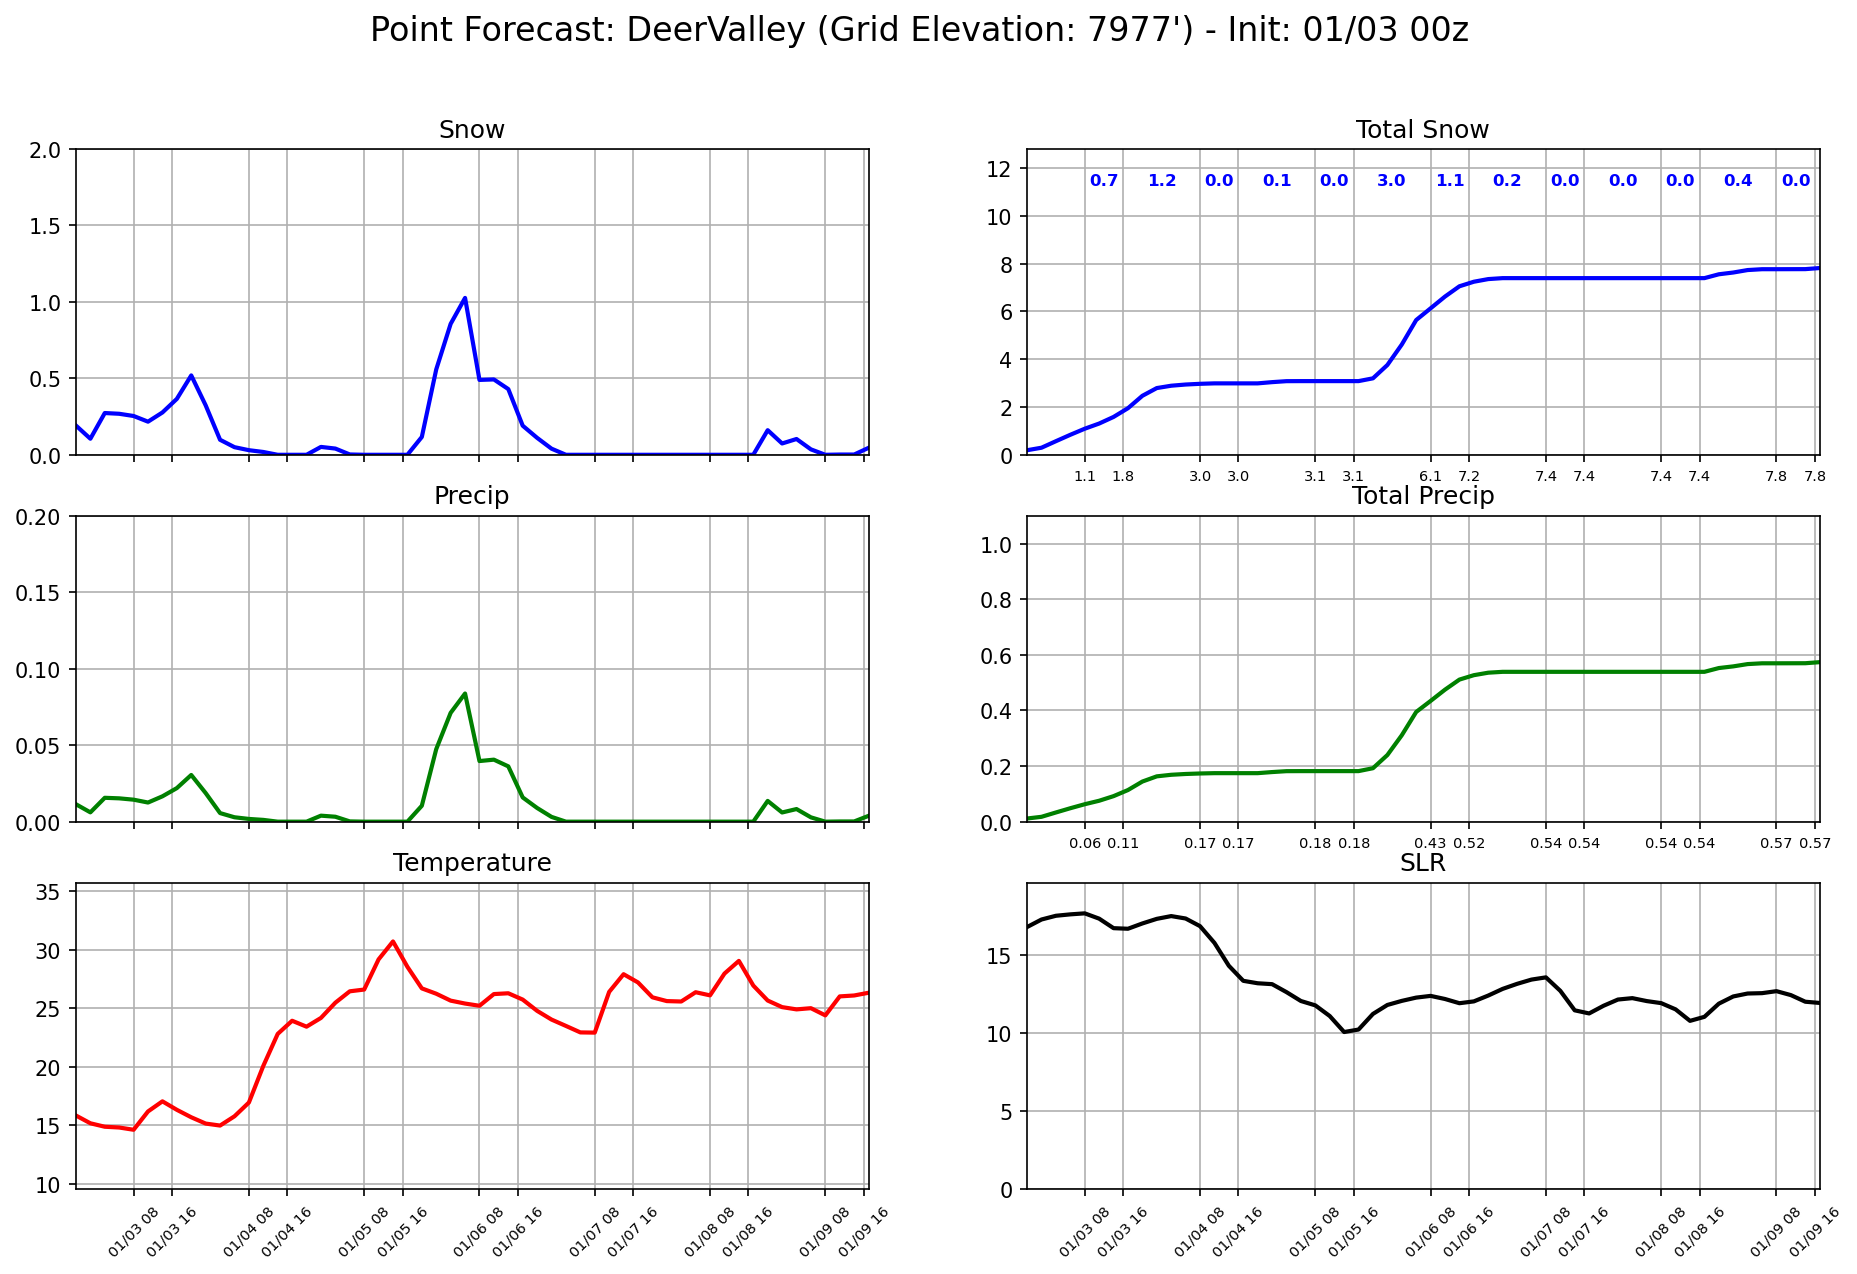 Point Forecast: DeerValley (Grid Elevation: 7977') - Init: 01/03 00z
Snow
2.0
1.5
1.0
0.5
0.0
Total Snow
12
10
8
6
4
2
0
0.7 1.2 0.0 0.1 0.0 3.0 1.1 0.2 0.0 0.0 0.0 0.4 0.0
1.1 1.8 3.0 3.0 3.1 3.1 6.1 7.2 7.4 7.4 7.4 7.4 7.8 7.8
Precip
0.20
0.15
0.10
0.05
0.00
Total Precip
1.0
0.8
0.6
0.4
0.2
0.0
0.06 0.11 0.17 0.17 0.18 0.18 0.43 0.52 0.54 0.54 0.54 0.54 0.57 0.57
Temperature
35
30
25
20
15
10
01/03 08 01/03 16 01/04 08 01/04 16 01/05 08 01/05 16 01/06 08 01/06 16 01/07 08 01/07 16 01/08 08 01/08 16 01/09 08 01/09 16
SLR
15
10
5
0
01/03 08 01/03 16 01/04 08 01/04 16 01/05 08 01/05 16 01/06 08 01/06 16 01/07 08 01/07 16 01/08 08 01/08 16 01/09 08 01/09 16